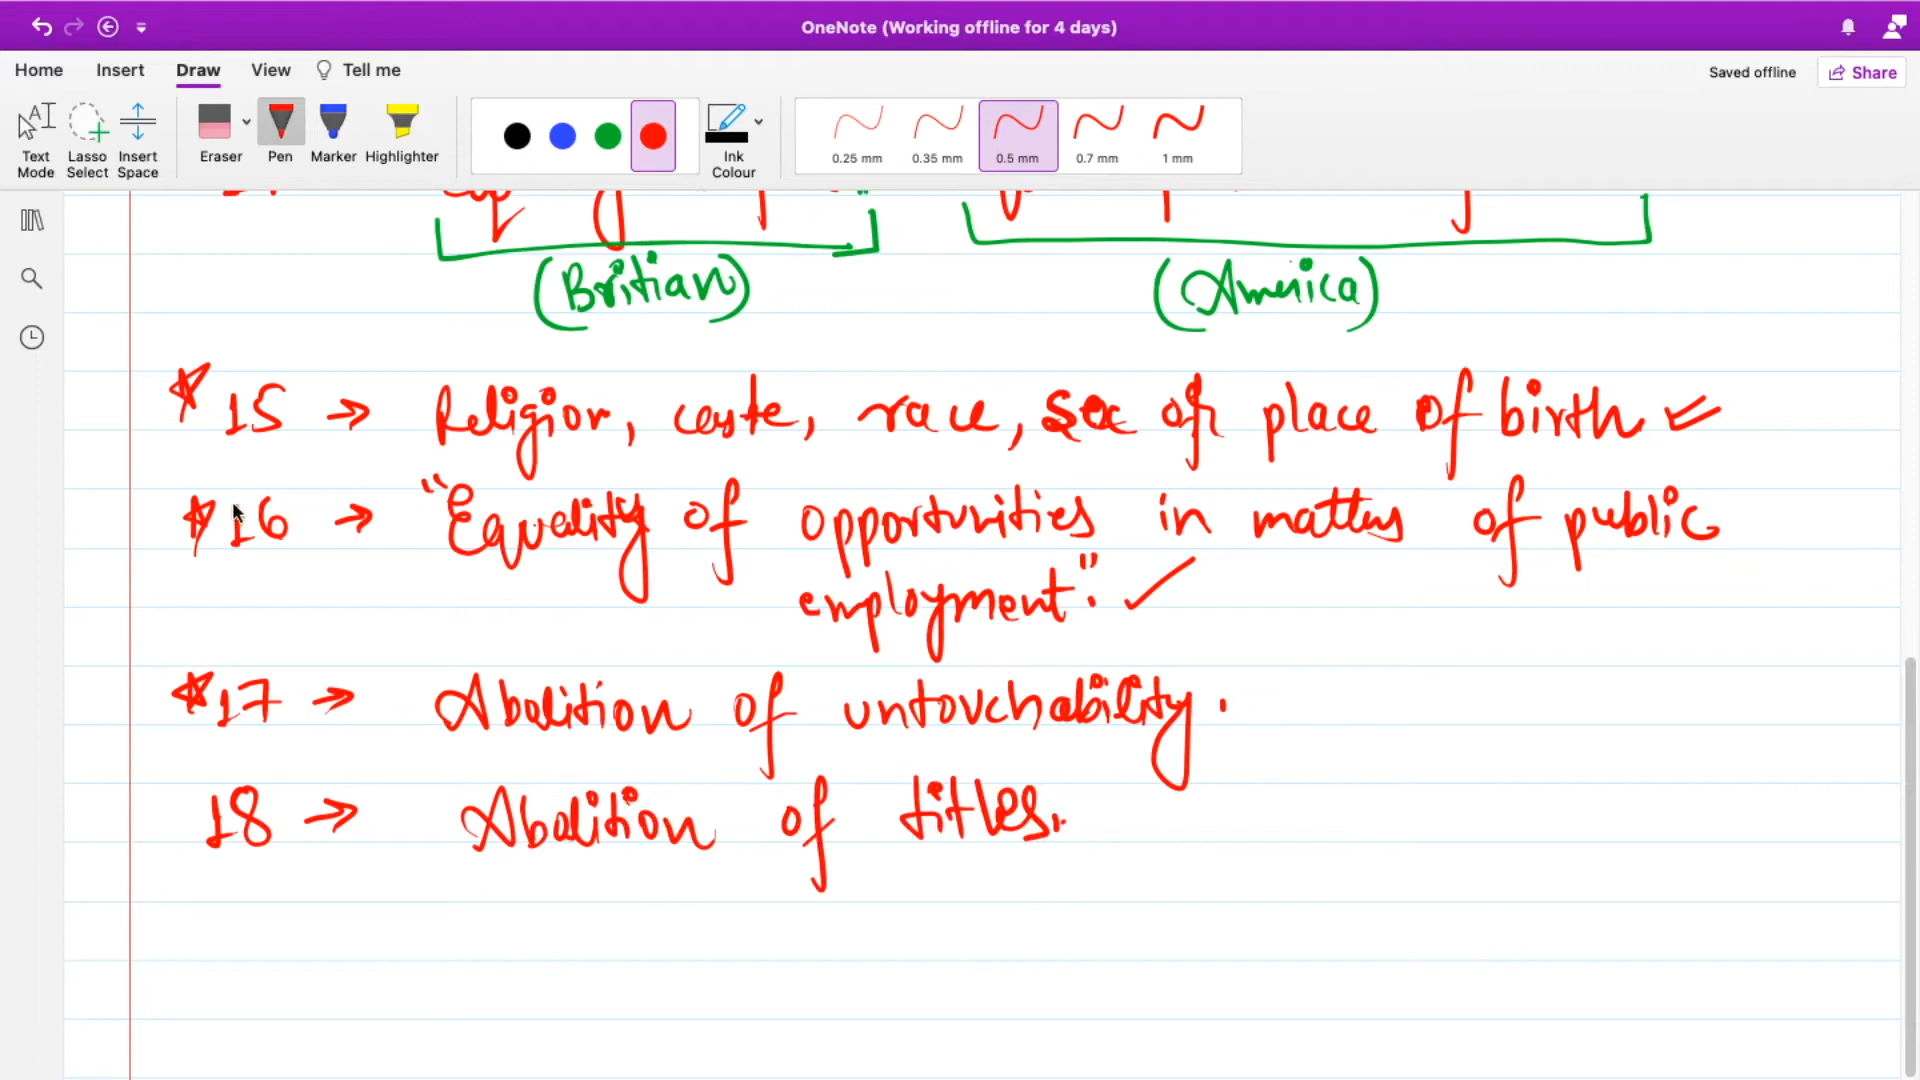 OneNote (Working offline for 4 days)
Home Insert Draw View Tell me
Saved offline Share
Text Mode Lasso Select Insert Space Eraser Pen Marker Highlighter Ink Colour 0.25 mm 0.35 mm 0.5 mm 0.7 mm 1 mm
(Britian) (America)
15 → Religion, caste, race, sex or place of birth
16 → "Equality of opportunities in matters of public
employment".
17 → Abolition of untouchability.
18 → Abolition of titles.